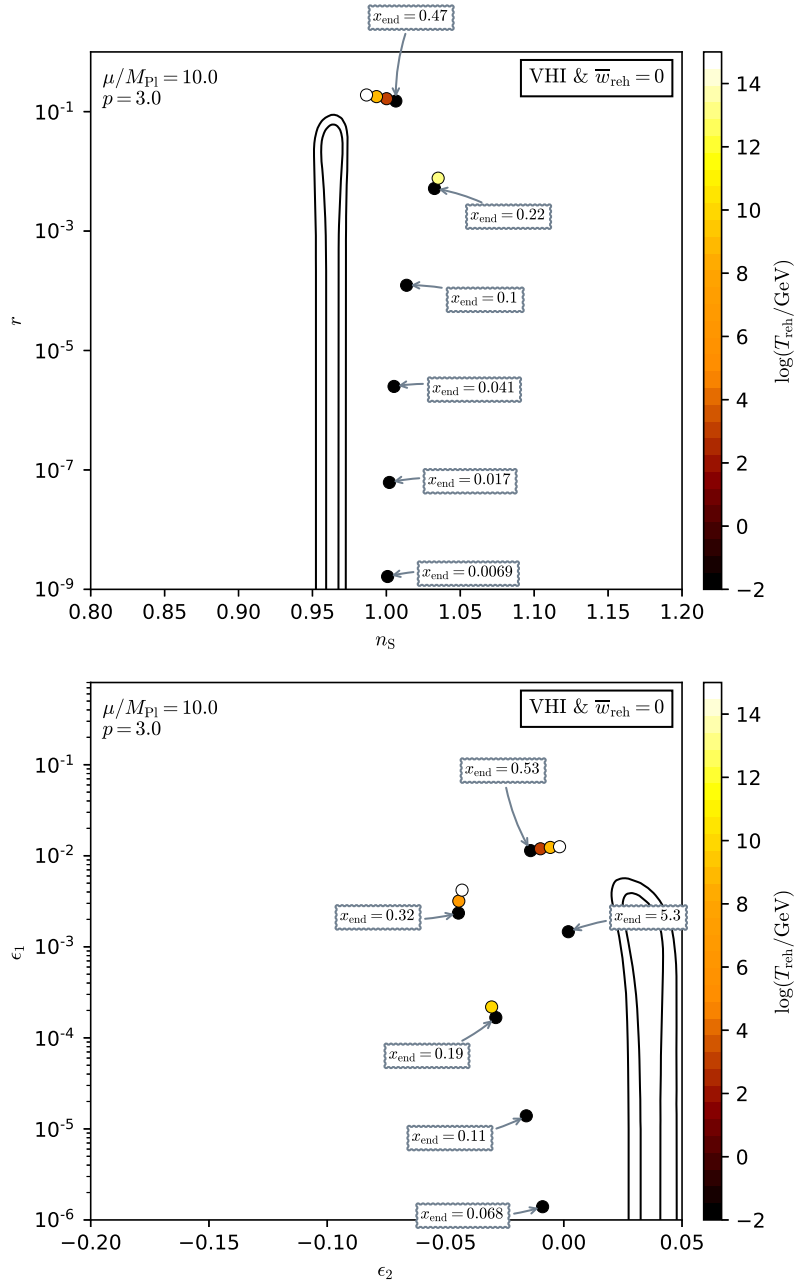 x_end = 0.47
μ/M_Pl = 10.0
p = 3.0
VHI & w̅_reh = 0
x_end = 0.22
x_end = 0.1
x_end = 0.041
x_end = 0.017
x_end = 0.0069
10^-1
10^-3
10^-5
10^-7
10^-9
r
0.80 0.85 0.90 0.95 1.00 1.05 1.10 1.15 1.20
n_S
14
12
10
8
6
4
2
0
−2
log(T_reh/GeV)
μ/M_Pl = 10.0
p = 3.0
VHI & w̅_reh = 0
x_end = 0.53
x_end = 0.32
x_end = 5.3
x_end = 0.19
x_end = 0.11
x_end = 0.068
10^-1
10^-2
10^-3
10^-4
10^-5
10^-6
ϵ_1
−0.20 −0.15 −0.10 −0.05 0.00 0.05
ϵ_2
14
12
10
8
6
4
2
0
−2
log(T_reh/GeV)